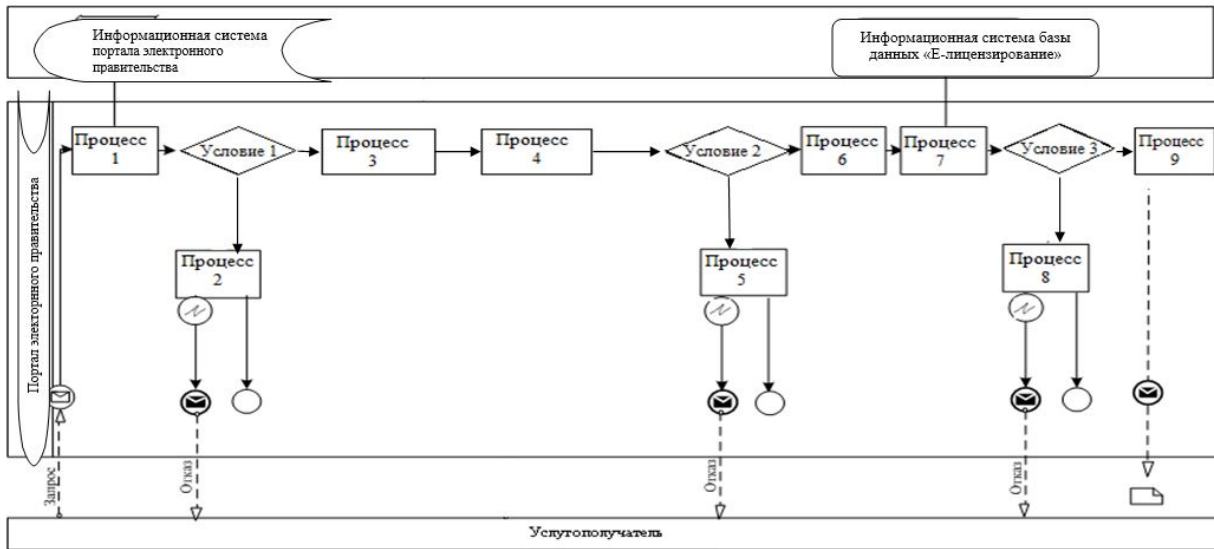 Информационная система
портала электронного
правительства
Информационная система базы
данных «Е-лицензирование»
Портал электорнного правительства
Процесс
1
Условие 1
Процесс
3
Процесс
4
Условие 2
Процесс
6
Процесс
7
Условие 3
Процесс
9
Процесс
2
Процесс
5
Процесс
8
Запрос
Отказ
Отказ
Отказ
Услугополучатель